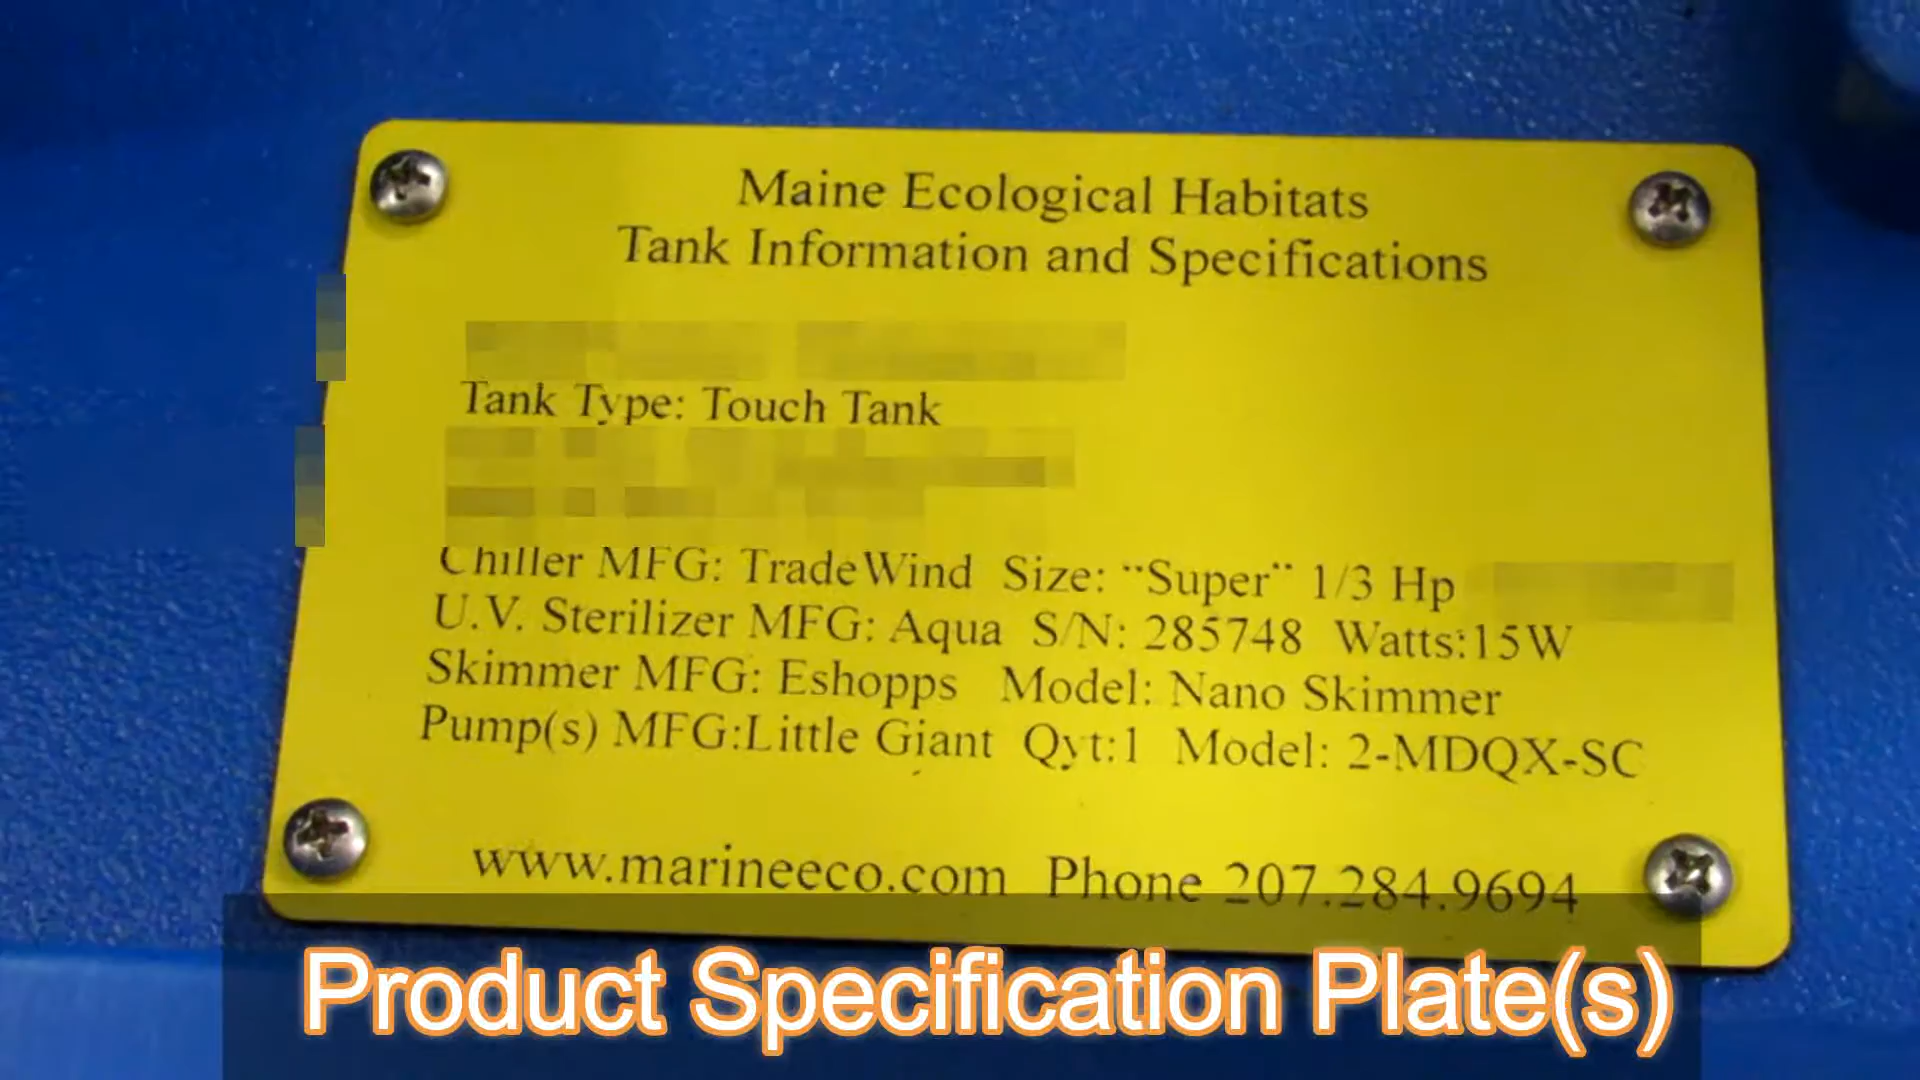 Maine Ecological Habitats
Tank Information and Specifications
Tank Type: Touch Tank
Chiller MFG: TradeWind Size: "Super" 1/3 Hp
U.V. Sterilizer MFG: Aqua S/N: 285748 Watts:15W
Skimmer MFG: Eshopps Model: Nano Skimmer
Pump(s) MFG:Little Giant Qyt:1 Model: 2-MDQX-SC
www.marineeco.com Phone 207.284.9694
Product Specification Plate(s)